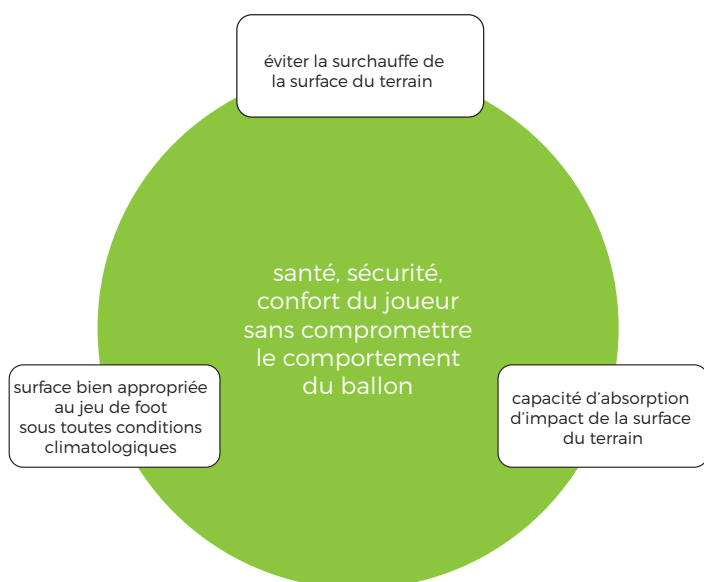 éviter la surchauffe de
la surface du terrain
santé, sécurité,
confort du joueur
sans compromettre
le comportement
du ballon
surface bien appropriée
au jeu de foot
sous toutes conditions
climatologiques
capacité d’absorption
d’impact de la surface
du terrain